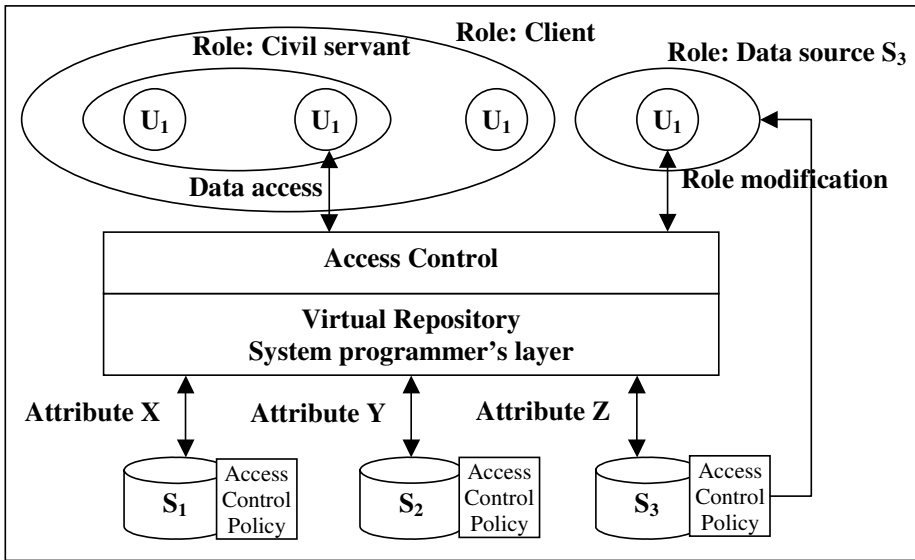 Role: Client
Role: Civil servant
Role: Data source S₃
U₁
U₁
U₁
U₁
Data access
Role modification
Access Control
Virtual Repository
System programmer's layer
Attribute X
Attribute Y
Attribute Z
S₁
Access
Control
Policy
S₂
Access
Control
Policy
S₃
Access
Control
Policy